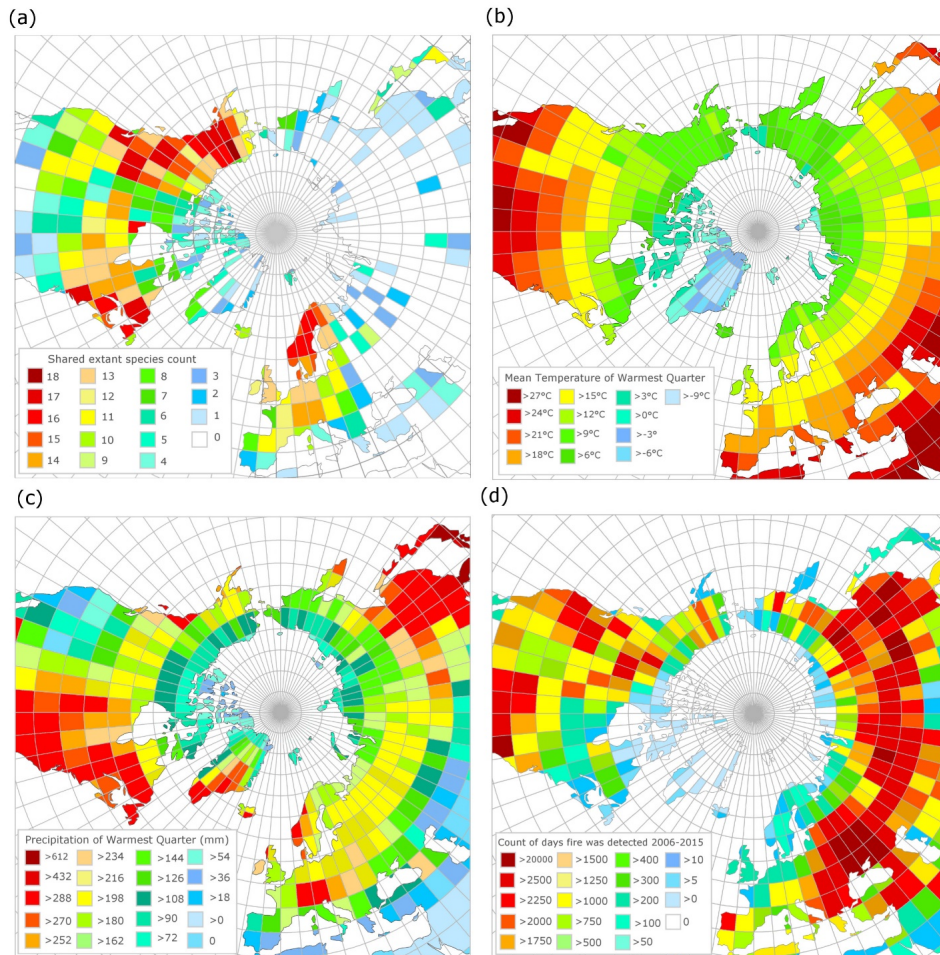 (a)
(b)
Shared extant species count
18 13 8 3
17 12 7 2
16 11 6 1
15 10 5 0
14 9 4
Mean Temperature of Warmest Quarter
>27°C >15°C >3°C >-9°C
>24°C >12°C >0°C
>21°C >9°C >-3°
>18°C >6°C >-6°C
(c)
(d)
Precipitation of Warmest Quarter (mm)
>612 >234 >144 >54
>432 >216 >126 >36
>288 >198 >108 >18
>270 >180 >90 >0
>252 >162 >72 0
Count of days fire was detected 2006-2015
>20000 >1500 >400 >10
>2500 >1250 >300 >5
>2250 >1000 >200 >0
>2000 >750 >100 0
>1750 >500 >50